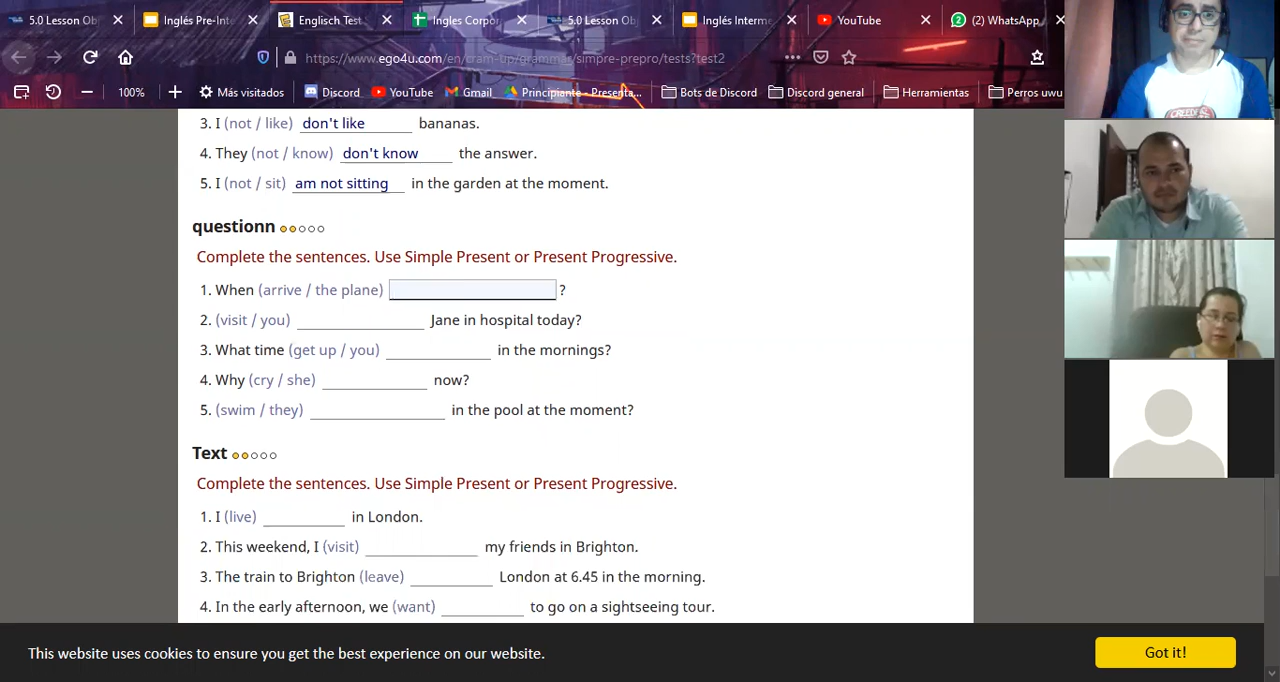 5.0 Lesson Ob
Inglés Pre-Int
Englisch Test
Ingles Corpo
5.0 Lesson Ob
Inglés Interme
YouTube
2 (2) WhatsApp
https://www.ego4u.com/en/cram-up/grammar/simpre-prepro/tests?test2
100%
Más visitados
Discord
YouTube
Gmail
Principiante - Presenta...
Bots de Discord
Discord general
Herramientas
Perros uwu
3. I (not / like) don't like bananas.
4. They (not / know) don't know the answer.
5. I (not / sit) am not sitting in the garden at the moment.
questionn
Complete the sentences. Use Simple Present or Present Progressive.
1. When (arrive / the plane) ?
2. (visit / you) Jane in hospital today?
3. What time (get up / you) in the mornings?
4. Why (cry / she) now?
5. (swim / they) in the pool at the moment?
Text
Complete the sentences. Use Simple Present or Present Progressive.
1. I (live) in London.
2. This weekend, I (visit) my friends in Brighton.
3. The train to Brighton (leave) London at 6.45 in the morning.
4. In the early afternoon, we (want) to go on a sightseeing tour.
This website uses cookies to ensure you get the best experience on our website.
Got it!